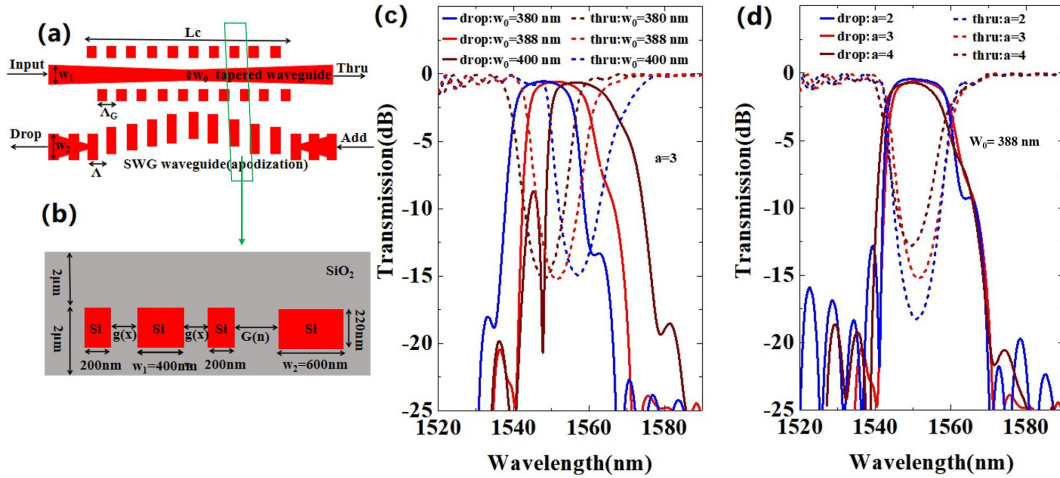 (a)
Lc
Input
w₁
w₀
tapered waveguide
Thru
Λ_G
Drop
w₂
Add
Λ
SWG waveguide(apodization)
(b)
SiO₂
2μm
2μm
Si
g(x)
Si
g(x)
Si
G(n)
Si
220nm
200nm
w₁=400nm
200nm
w₂=600nm
(c)
drop:w₀=380 nm
thru:w₀=380 nm
drop:w₀=388 nm
thru:w₀=388 nm
drop:w₀=400 nm
thru:w₀=400 nm
0
-5
-10
-15
-20
-25
Transmission(dB)
a=3
1520
1540
1560
1580
Wavelength(nm)
(d)
drop:a=2
thru:a=2
drop:a=3
thru:a=3
drop:a=4
thru:a=4
0
-5
-10
-15
-20
-25
Transmission(dB)
W₀= 388 nm
1520
1540
1560
1580
Wavelength(nm)